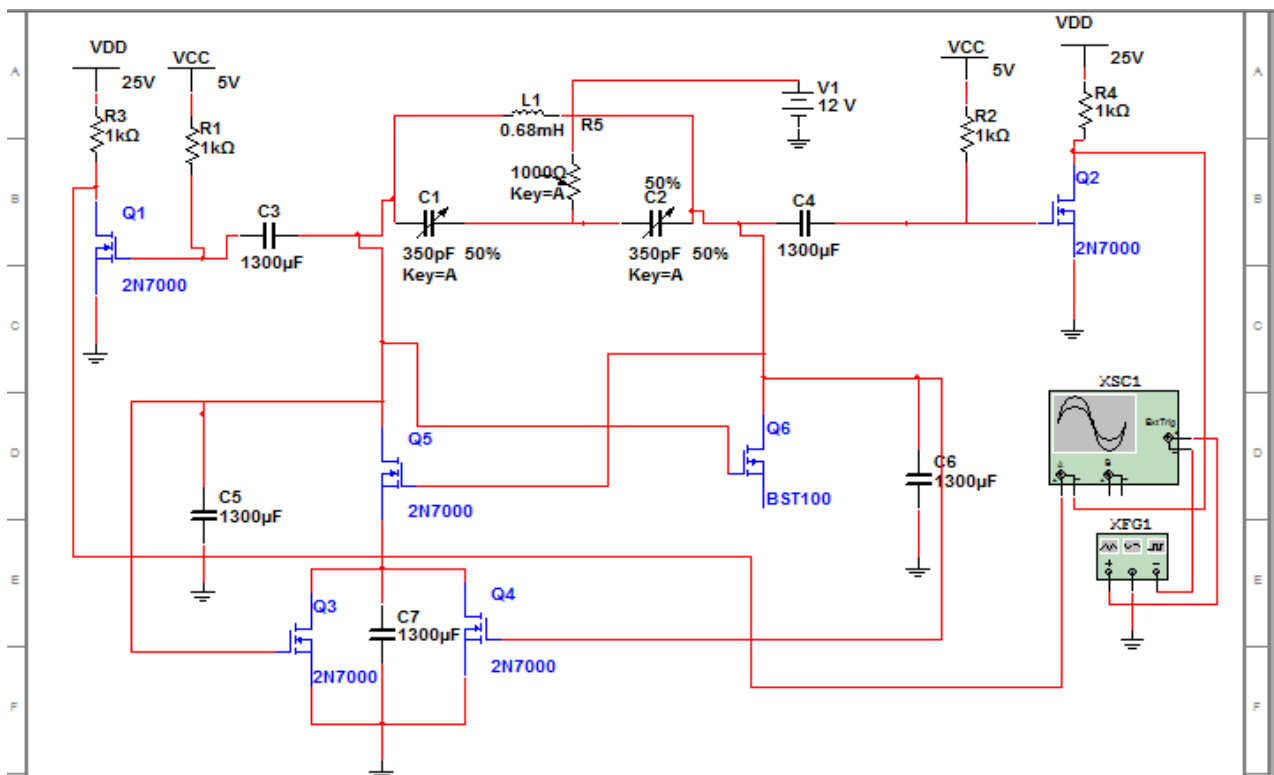 VDD
25V
VCC
5V
R3
1kΩ
R1
1kΩ
L1
0.68mH
R5
1000Ω
Key=A
V1
12 V
VCC
5V
R2
1kΩ
VDD
25V
R4
1kΩ
A
A
B
B
Q1
2N7000
C3
1300µF
C1
350pF 50%
Key=A
50%
C2
350pF 50%
Key=A
C4
1300µF
Q2
2N7000
C
C
D
D
Q5
2N7000
C5
1300µF
Q6
BST100
C6
1300µF
XSC1
ExtTrig
A
B
XFG1
E
E
Q3
2N7000
C7
1300µF
Q4
2N7000
F
F